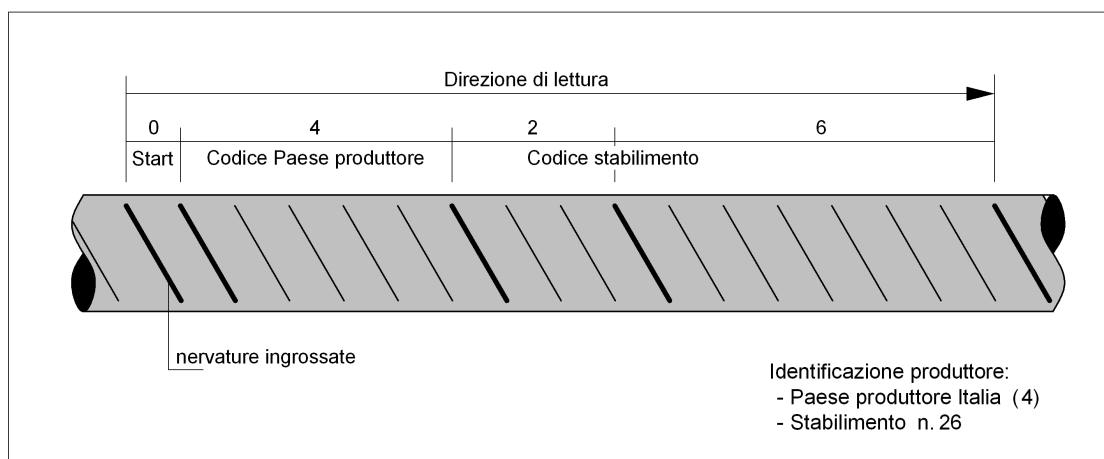 Direzione di lettura
0 4 2 6
Start Codice Paese produttore Codice stabilimento
nervature ingrossate
Identificazione produttore:
- Paese produttore Italia (4)
- Stabilimento n. 26